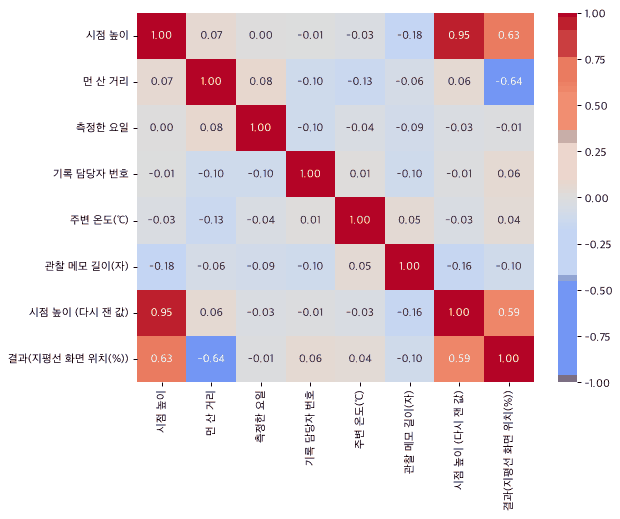 시점 높이 1.00 0.07 0.00 -0.01 -0.03 -0.18 0.95 0.63
먼 산 거리 0.07 1.00 0.08 -0.10 -0.13 -0.06 0.06 -0.64
측정한 요일 0.00 0.08 1.00 -0.10 -0.04 -0.09 -0.03 -0.01
기록 담당자 번호 -0.01 -0.10 -0.10 1.00 0.01 -0.10 -0.01 0.06
주변 온도(℃) -0.03 -0.13 -0.04 0.01 1.00 0.05 -0.03 0.04
관찰 메모 길이(자) -0.18 -0.06 -0.09 -0.10 0.05 1.00 -0.16 -0.10
시점 높이 (다시 잰 값) 0.95 0.06 -0.03 -0.01 -0.03 -0.16 1.00 0.59
결과(지평선 화면 위치(%)) 0.63 -0.64 -0.01 0.06 0.04 -0.10 0.59 1.00
시점 높이
먼 산 거리
측정한 요일
기록 담당자 번호
주변 온도(℃)
관찰 메모 길이(자)
시점 높이 (다시 잰 값)
결과(지평선 화면 위치(%))
1.00
0.75
0.50
0.25
0.00
-0.25
-0.50
-0.75
-1.00